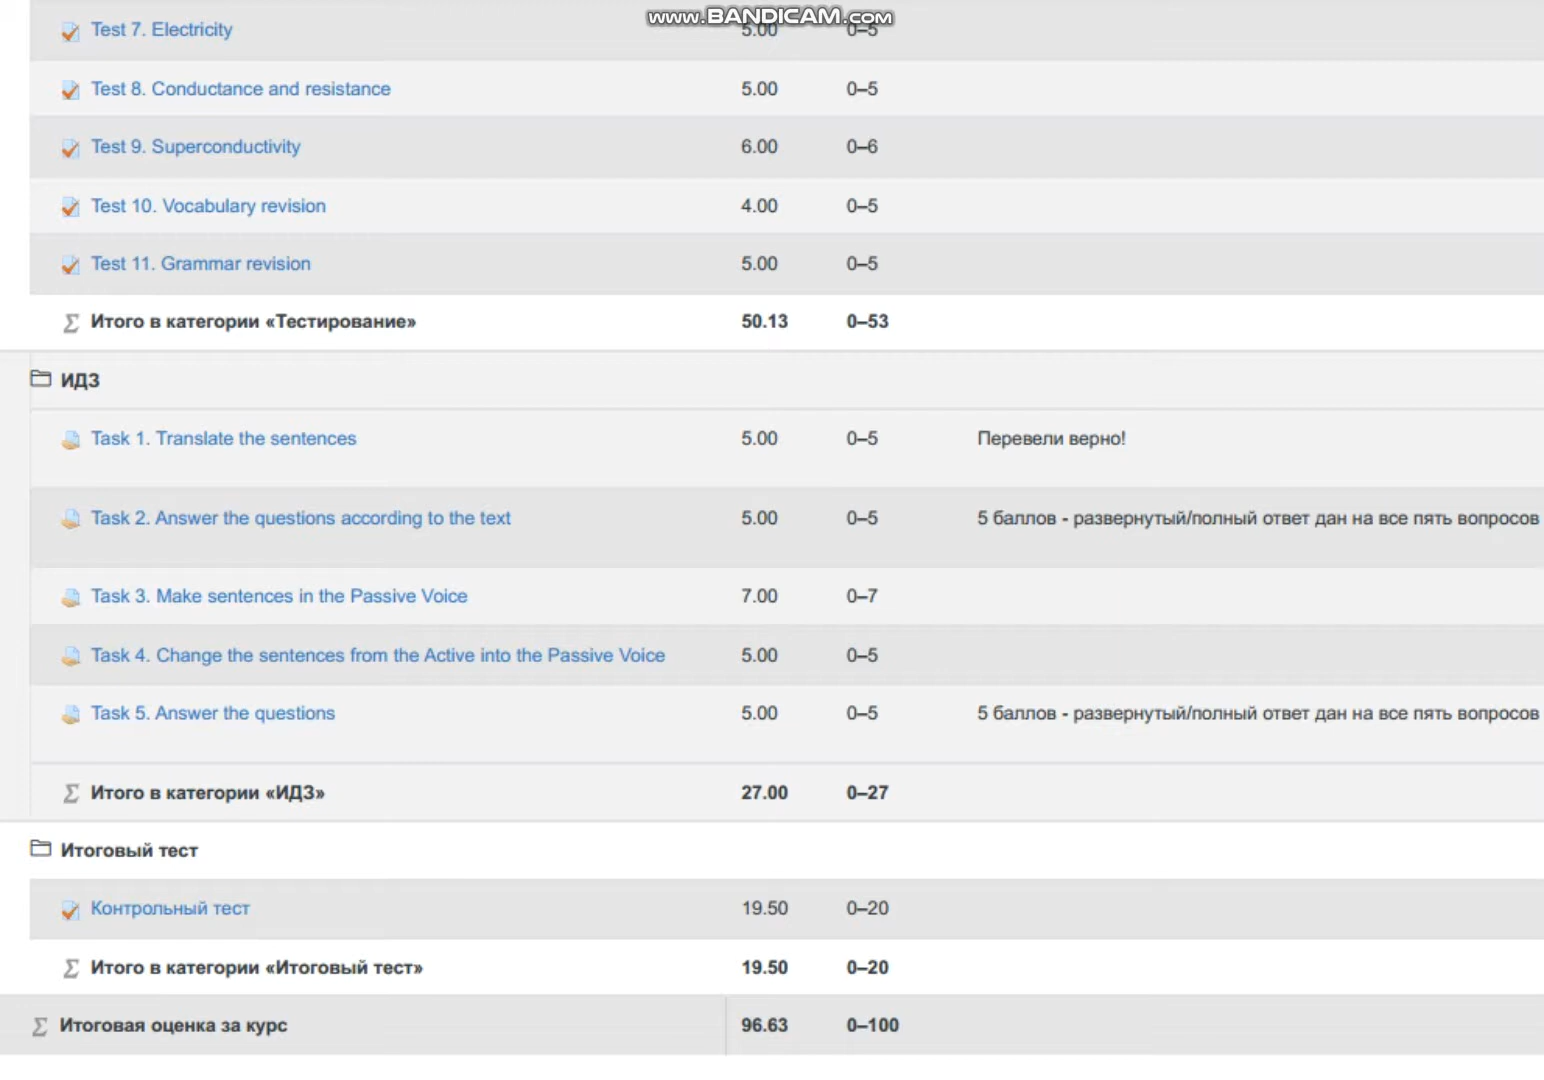 www.BANDICAM.com
Test 7. Electricity 5.00 0–5
Test 8. Conductance and resistance 5.00 0–5
Test 9. Superconductivity 6.00 0–6
Test 10. Vocabulary revision 4.00 0–5
Test 11. Grammar revision 5.00 0–5
Σ Итого в категории «Тестирование» 50.13 0–53
ИДЗ
Task 1. Translate the sentences 5.00 0–5 Перевели верно!
Task 2. Answer the questions according to the text 5.00 0–5 5 баллов - развернутый/полный ответ дан на все пять вопросов
Task 3. Make sentences in the Passive Voice 7.00 0–7
Task 4. Change the sentences from the Active into the Passive Voice 5.00 0–5
Task 5. Answer the questions 5.00 0–5 5 баллов - развернутый/полный ответ дан на все пять вопросов
Σ Итого в категории «ИДЗ» 27.00 0–27
Итоговый тест
Контрольный тест 19.50 0–20
Σ Итого в категории «Итоговый тест» 19.50 0–20
Σ Итоговая оценка за курс 96.63 0–100